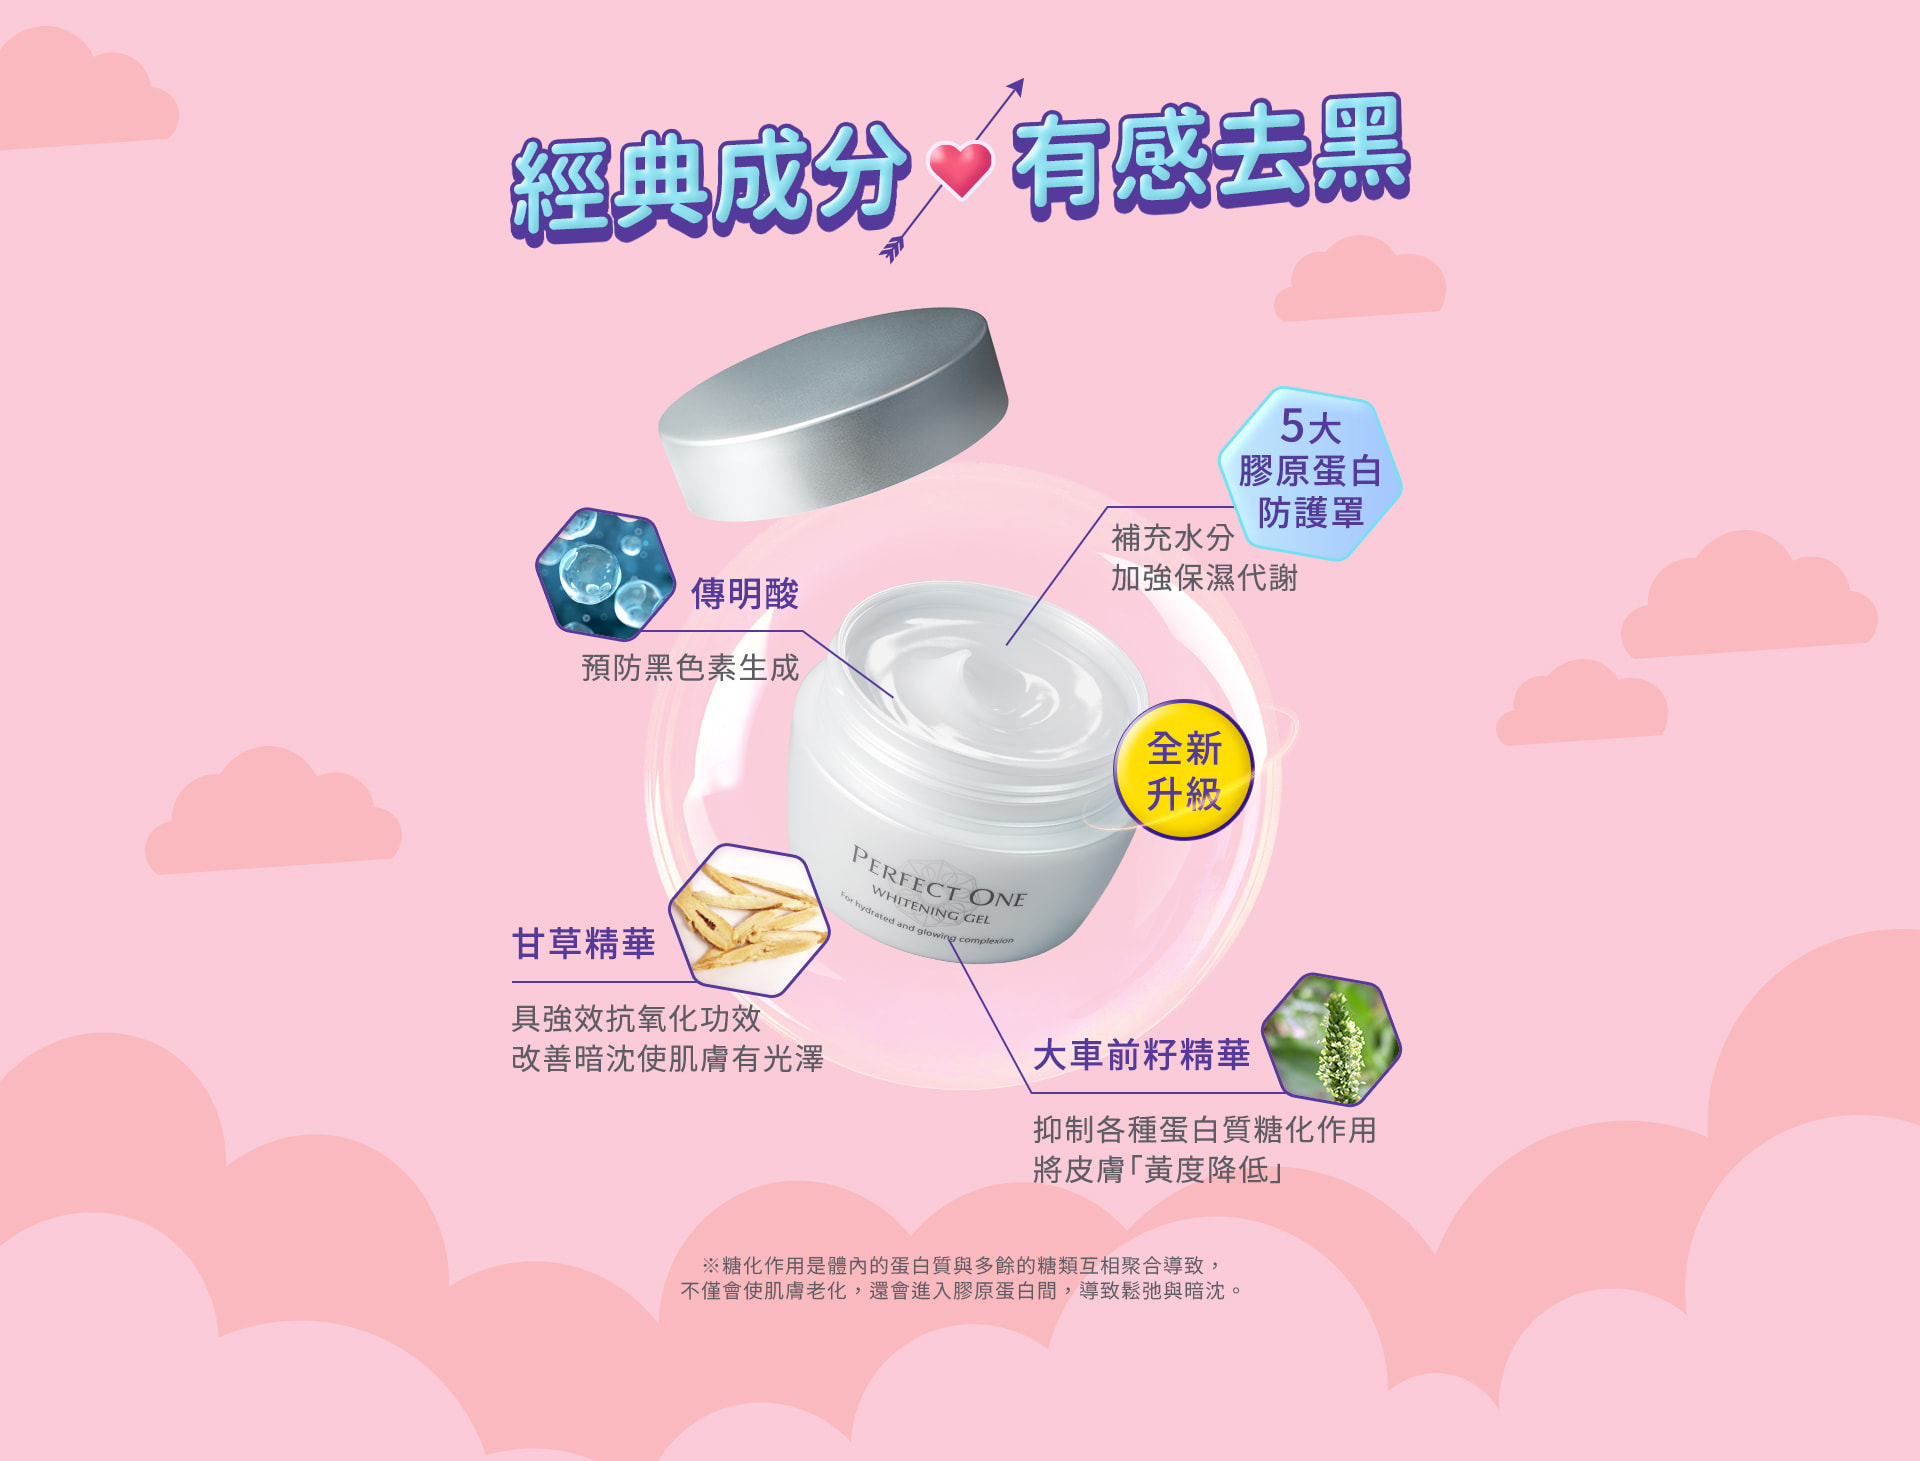 經典成分
有感去黑
5大
膠原蛋白
防護罩
補充水分
加強保濕代謝
傳明酸
預防黑色素生成
全新
升級
PERFECT ONE
WHITENING GEL
For hydrated and glowing complexion
甘草精華
具強效抗氧化功效
改善暗沈使肌膚有光澤
大車前籽精華
抑制各種蛋白質糖化作用
將皮膚「黃度降低」
※糖化作用是體內的蛋白質與多餘的糖類互相聚合導致，
不僅會使肌膚老化，還會進入膠原蛋白間，導致鬆弛與暗沈。